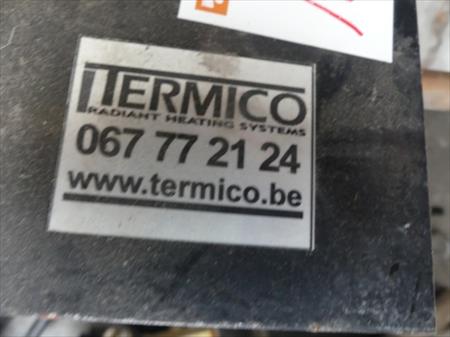 TERMICO
RADIANT HEATING SYSTEMS
067 77 21 24
www.termico.be